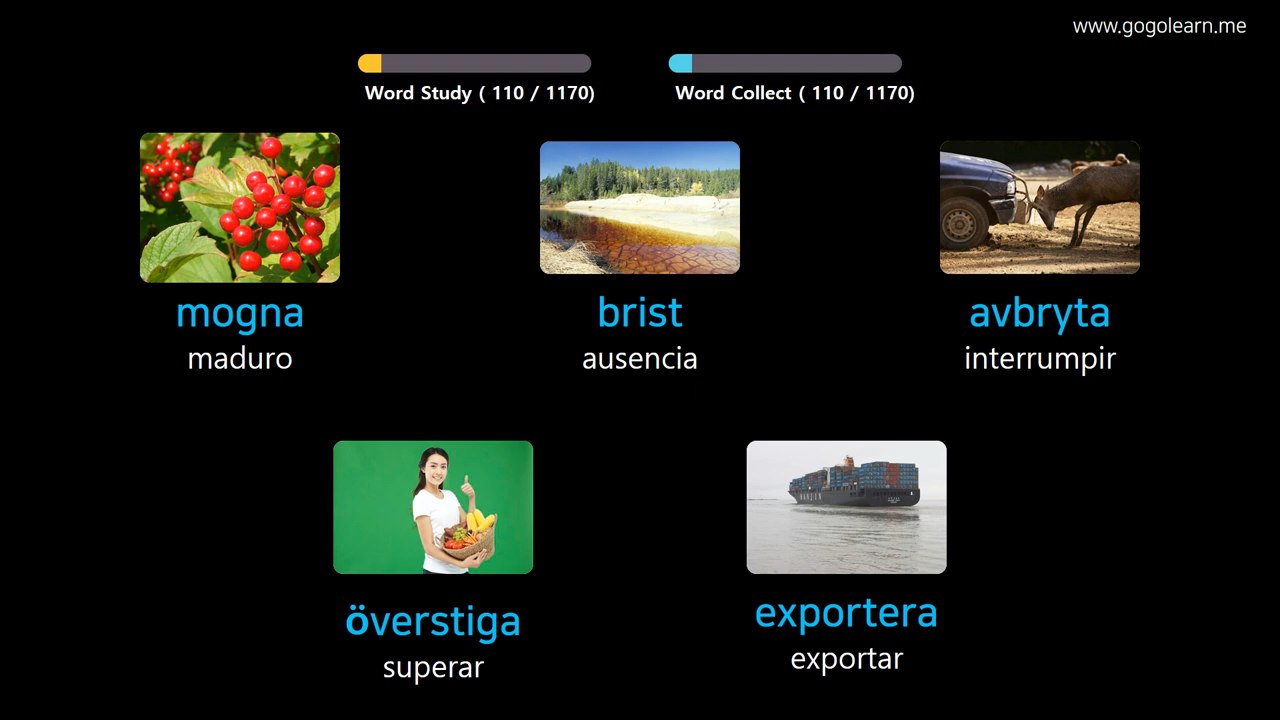 www.gogolearn.me
Word Study ( 110 / 1170)
Word Collect ( 110 / 1170)
mogna
maduro
brist
ausencia
avbryta
interrumpir
överstiga
superar
exportera
exportar